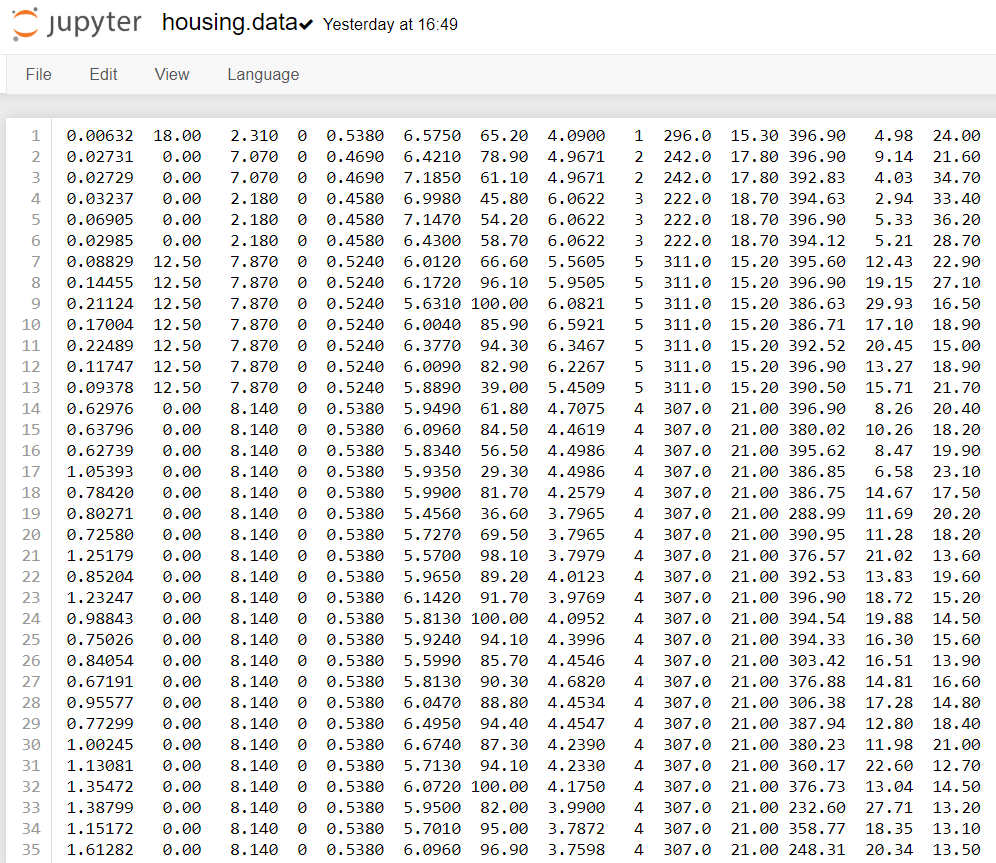 jupyter housing.data✔ Yesterday at 16:49
File Edit View Language
1 0.00632 18.00 2.310 0 0.5380 6.5750 65.20 4.0900 1 296.0 15.30 396.90 4.98 24.00
2 0.02731 0.00 7.070 0 0.4690 6.4210 78.90 4.9671 2 242.0 17.80 396.90 9.14 21.60
3 0.02729 0.00 7.070 0 0.4690 7.1850 61.10 4.9671 2 242.0 17.80 392.83 4.03 34.70
4 0.03237 0.00 2.180 0 0.4580 6.9980 45.80 6.0622 3 222.0 18.70 394.63 2.94 33.40
5 0.06905 0.00 2.180 0 0.4580 7.1470 54.20 6.0622 3 222.0 18.70 396.90 5.33 36.20
6 0.02985 0.00 2.180 0 0.4580 6.4300 58.70 6.0622 3 222.0 18.70 394.12 5.21 28.70
7 0.08829 12.50 7.870 0 0.5240 6.0120 66.60 5.5605 5 311.0 15.20 395.60 12.43 22.90
8 0.14455 12.50 7.870 0 0.5240 6.1720 96.10 5.9505 5 311.0 15.20 396.90 19.15 27.10
9 0.21124 12.50 7.870 0 0.5240 5.6310 100.00 6.0821 5 311.0 15.20 386.63 29.93 16.50
10 0.17004 12.50 7.870 0 0.5240 6.0040 85.90 6.5921 5 311.0 15.20 386.71 17.10 18.90
11 0.22489 12.50 7.870 0 0.5240 6.3770 94.30 6.3467 5 311.0 15.20 392.52 20.45 15.00
12 0.11747 12.50 7.870 0 0.5240 6.0090 82.90 6.2267 5 311.0 15.20 396.90 13.27 18.90
13 0.09378 12.50 7.870 0 0.5240 5.8890 39.00 5.4509 5 311.0 15.20 390.50 15.71 21.70
14 0.62976 0.00 8.140 0 0.5380 5.9490 61.80 4.7075 4 307.0 21.00 396.90 8.26 20.40
15 0.63796 0.00 8.140 0 0.5380 6.0960 84.50 4.4619 4 307.0 21.00 380.02 10.26 18.20
16 0.62739 0.00 8.140 0 0.5380 5.8340 56.50 4.4986 4 307.0 21.00 395.62 8.47 19.90
17 1.05393 0.00 8.140 0 0.5380 5.9350 29.30 4.4986 4 307.0 21.00 386.85 6.58 23.10
18 0.78420 0.00 8.140 0 0.5380 5.9900 81.70 4.2579 4 307.0 21.00 386.75 14.67 17.50
19 0.80271 0.00 8.140 0 0.5380 5.4560 36.60 3.7965 4 307.0 21.00 288.99 11.69 20.20
20 0.72580 0.00 8.140 0 0.5380 5.7270 69.50 3.7965 4 307.0 21.00 390.95 11.28 18.20
21 1.25179 0.00 8.140 0 0.5380 5.5700 98.10 3.7979 4 307.0 21.00 376.57 21.02 13.60
22 0.85204 0.00 8.140 0 0.5380 5.9650 89.20 4.0123 4 307.0 21.00 392.53 13.83 19.60
23 1.23247 0.00 8.140 0 0.5380 6.1420 91.70 3.9769 4 307.0 21.00 396.90 18.72 15.20
24 0.98843 0.00 8.140 0 0.5380 5.8130 100.00 4.0952 4 307.0 21.00 394.54 19.88 14.50
25 0.75026 0.00 8.140 0 0.5380 5.9240 94.10 4.3996 4 307.0 21.00 394.33 16.30 15.60
26 0.84054 0.00 8.140 0 0.5380 5.5990 85.70 4.4546 4 307.0 21.00 303.42 16.51 13.90
27 0.67191 0.00 8.140 0 0.5380 5.8130 90.30 4.6820 4 307.0 21.00 376.88 14.81 16.60
28 0.95577 0.00 8.140 0 0.5380 6.0470 88.80 4.4534 4 307.0 21.00 306.38 17.28 14.80
29 0.77299 0.00 8.140 0 0.5380 6.4950 94.40 4.4547 4 307.0 21.00 387.94 12.80 18.40
30 1.00245 0.00 8.140 0 0.5380 6.6740 87.30 4.2390 4 307.0 21.00 380.23 11.98 21.00
31 1.13081 0.00 8.140 0 0.5380 5.7130 94.10 4.2330 4 307.0 21.00 360.17 22.60 12.70
32 1.35472 0.00 8.140 0 0.5380 6.0720 100.00 4.1750 4 307.0 21.00 376.73 13.04 14.50
33 1.38799 0.00 8.140 0 0.5380 5.9500 82.00 3.9900 4 307.0 21.00 232.60 27.71 13.20
34 1.15172 0.00 8.140 0 0.5380 5.7010 95.00 3.7872 4 307.0 21.00 358.77 18.35 13.10
35 1.61282 0.00 8.140 0 0.5380 6.0960 96.90 3.7598 4 307.0 21.00 248.31 20.34 13.50